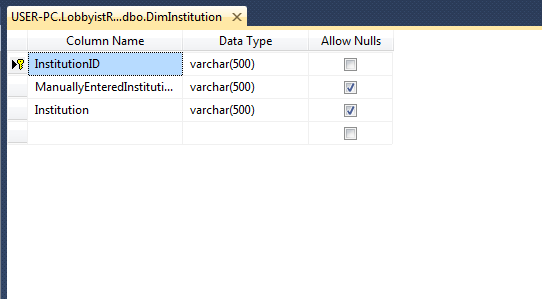 USER-PC.LobbyistR...dbo.DimInstitution
Column Name Data Type Allow Nulls
InstitutionID varchar(500)
ManuallyEnteredInstituti... varchar(500)
Institution varchar(500)